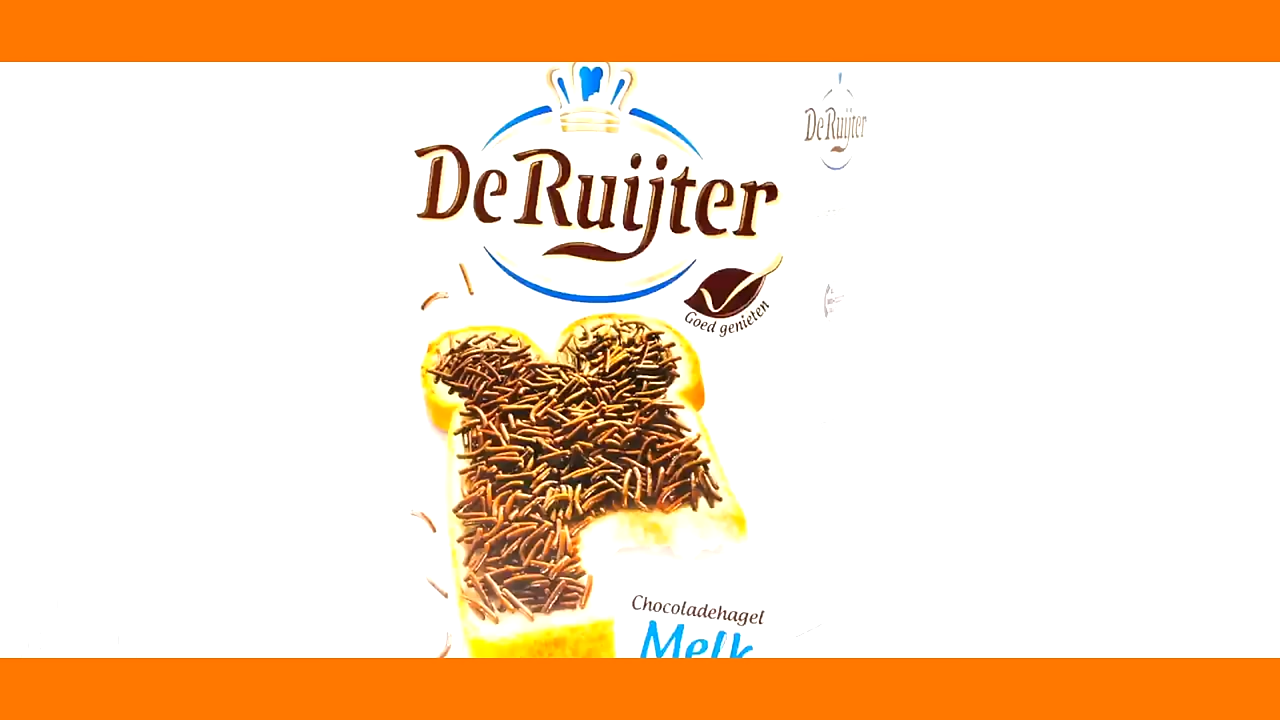 De Ruijter
De Ruijter
Goed genieten
Chocoladehagel
Melk